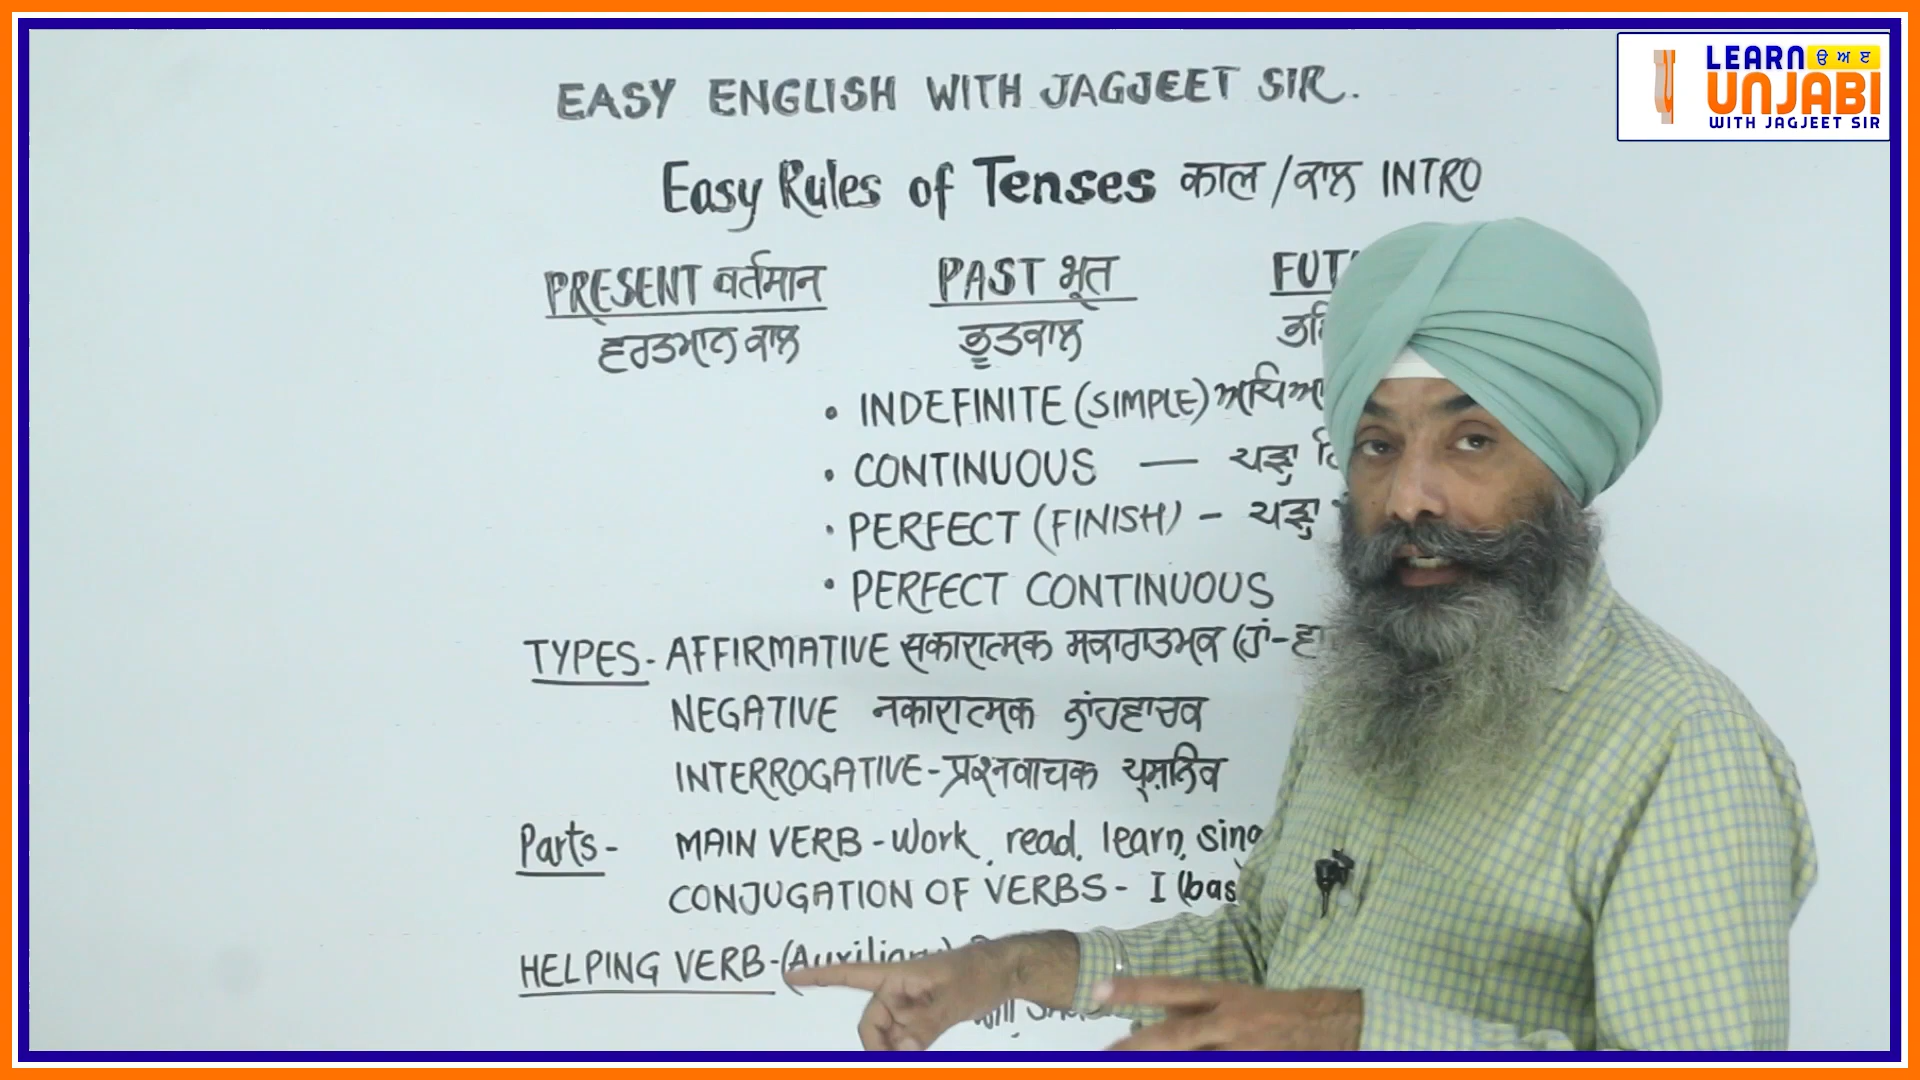 LEARN ੳ ਅ ੲ
PUNJABI
WITH JAGJEET SIR
EASY ENGLISH WITH JAGJEET SIR.
Easy Rules of Tenses काल / ਕਾਲ INTRO
PRESENT वर्तमान PAST भूत
ਵਰਤਮਾਨ ਕਾਲ ਭੂਤਕਾਲ
• INDEFINITE (SIMPLE)
• CONTINUOUS —
• PERFECT (FINISH) -
• PERFECT CONTINUOUS
TYPES- AFFIRMATIVE सकारात्मक ਸਕਾਰਾਤਮਕ
NEGATIVE नकारात्मक ਨਾਂਹਵਾਚਕ
INTERROGATIVE - प्रश्नवाचक ਪ੍ਰਸ਼ਨਿਕ
Parts- MAIN VERB - Work, read, learn, sing
CONJUGATION OF VERBS - I
HELPING VERB-